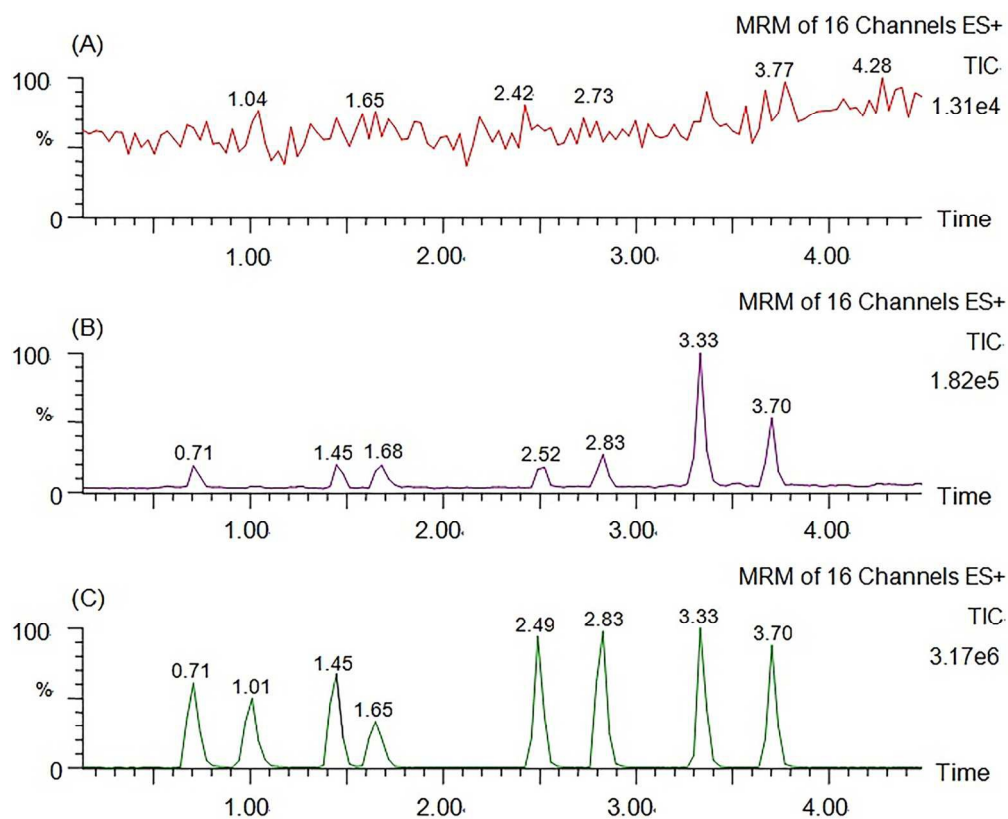 MRM of 16 Channels ES+
(A)
TIC
1.31e4
100
%
0
1.04
1.65
2.42
2.73
3.77
4.28
Time
1.00
2.00
3.00
4.00
MRM of 16 Channels ES+
(B)
TIC
1.82e5
100
%
0
0.71
1.45
1.68
2.52
2.83
3.33
3.70
Time
1.00
2.00
3.00
4.00
MRM of 16 Channels ES+
(C)
TIC
3.17e6
100
%
0
0.71
1.01
1.45
1.65
2.49
2.83
3.33
3.70
Time
1.00
2.00
3.00
4.00